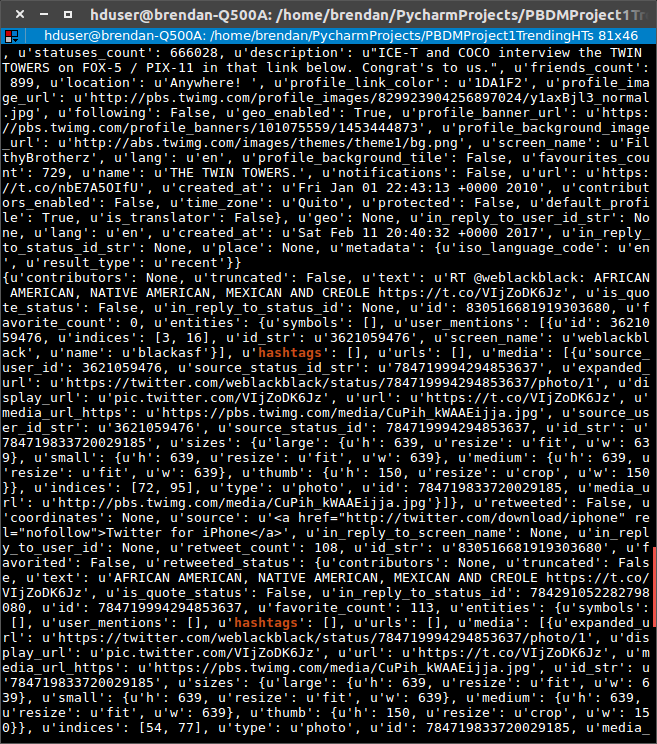 hduser@brendan-Q500A: /home/brendan/PycharmProjects/PBDMProject1Tr
hduser@brendan-Q500A: /home/brendan/PycharmProjects/PBDMProject1TrendingHTs 81x46
, u'statuses_count': 666028, u'description': u"ICE-T and COCO interview the TWIN
TOWERS on FOX-5 / PIX-11 in that link below. Congrat's to us.", u'friends_count':
899, u'location': u'Anywhere! ', u'profile_link_color': u'1DA1F2', u'profile_ima
ge_url': u'http://pbs.twimg.com/profile_images/829923904256897024/y1axBjl3_normal
.jpg', u'following': False, u'geo_enabled': True, u'profile_banner_url': u'https:
//pbs.twimg.com/profile_banners/101075559/1453444873', u'profile_background_image
_url': u'http://abs.twimg.com/images/themes/theme1/bg.png', u'screen_name': u'Fil
thyBrotherz', u'lang': u'en', u'profile_background_tile': False, u'favourites_cou
nt': 729, u'name': u'THE TWIN TOWERS.', u'notifications': False, u'url': u'https:
//t.co/nbE7A5OIfU', u'created_at': u'Fri Jan 01 22:43:13 +0000 2010', u'contribut
ors_enabled': False, u'time_zone': u'Quito', u'protected': False, u'default_profi
le': True, u'is_translator': False}, u'geo': None, u'in_reply_to_user_id_str': No
ne, u'lang': u'en', u'created_at': u'Sat Feb 11 20:40:32 +0000 2017', u'in_reply_
to_status_id_str': None, u'place': None, u'metadata': {u'iso_language_code': u'en
', u'result_type': u'recent'}}
{u'contributors': None, u'truncated': False, u'text': u'RT @weblackblack: AFRICAN
 AMERICAN, NATIVE AMERICAN, MEXICAN AND CREOLE https://t.co/VIjZoDK6Jz', u'is_quo
te_status': False, u'in_reply_to_status_id': None, u'id': 830516681919303680, u'f
avorite_count': 0, u'entities': {u'symbols': [], u'user_mentions': [{u'id': 36210
59476, u'indices': [3, 16], u'id_str': u'3621059476', u'screen_name': u'weblackbl
ack', u'name': u'blackasf'}], u'hashtags': [], u'urls': [], u'media': [{u'source_
user_id': 3621059476, u'source_status_id_str': u'784719994294853637', u'expanded_
url': u'https://twitter.com/weblackblack/status/784719994294853637/photo/1', u'di
splay_url': u'pic.twitter.com/VIjZoDK6Jz', u'url': u'https://t.co/VIjZoDK6Jz', u'
media_url_https': u'https://pbs.twimg.com/media/CuPih_kWAAEijja.jpg', u'source_us
er_id_str': u'3621059476', u'source_status_id': 784719994294853637, u'id_str': u'
784719833720029185', u'sizes': {u'large': {u'h': 639, u'resize': u'fit', u'w': 63
9}, u'small': {u'h': 639, u'resize': u'fit', u'w': 639}, u'medium': {u'h': 639, u
'resize': u'fit', u'w': 639}, u'thumb': {u'h': 150, u'resize': u'crop', u'w': 150
}}, u'indices': [72, 95], u'type': u'photo', u'id': 784719833720029185, u'media_u
rl': u'http://pbs.twimg.com/media/CuPih_kWAAEijja.jpg'}]}, u'retweeted': False, u
'coordinates': None, u'source': u'<a href="http://twitter.com/download/iphone" re
l="nofollow">Twitter for iPhone</a>', u'in_reply_to_screen_name': None, u'in_repl
y_to_user_id': None, u'retweet_count': 108, u'id_str': u'830516681919303680', u'f
avorited': False, u'retweeted_status': {u'contributors': None, u'truncated': Fals
e, u'text': u'AFRICAN AMERICAN, NATIVE AMERICAN, MEXICAN AND CREOLE https://t.co/
VIjZoDK6Jz', u'is_quote_status': False, u'in_reply_to_status_id': 784291052282798
080, u'id': 784719994294853637, u'favorite_count': 113, u'entities': {u'symbols':
 [], u'user_mentions': [], u'hashtags': [], u'urls': [], u'media': [{u'expanded_u
rl': u'https://twitter.com/weblackblack/status/784719994294853637/photo/1', u'dis
play_url': u'pic.twitter.com/VIjZoDK6Jz', u'url': u'https://t.co/VIjZoDK6Jz', u'm
edia_url_https': u'https://pbs.twimg.com/media/CuPih_kWAAEijja.jpg', u'id_str': u
'784719833720029185', u'sizes': {u'large': {u'h': 639, u'resize': u'fit', u'w': 6
39}, u'small': {u'h': 639, u'resize': u'fit', u'w': 639}, u'medium': {u'h': 639,
u'resize': u'fit', u'w': 639}, u'thumb': {u'h': 150, u'resize': u'crop', u'w': 15
0}}, u'indices': [54, 77], u'type': u'photo', u'id': 784719833720029185, u'media_